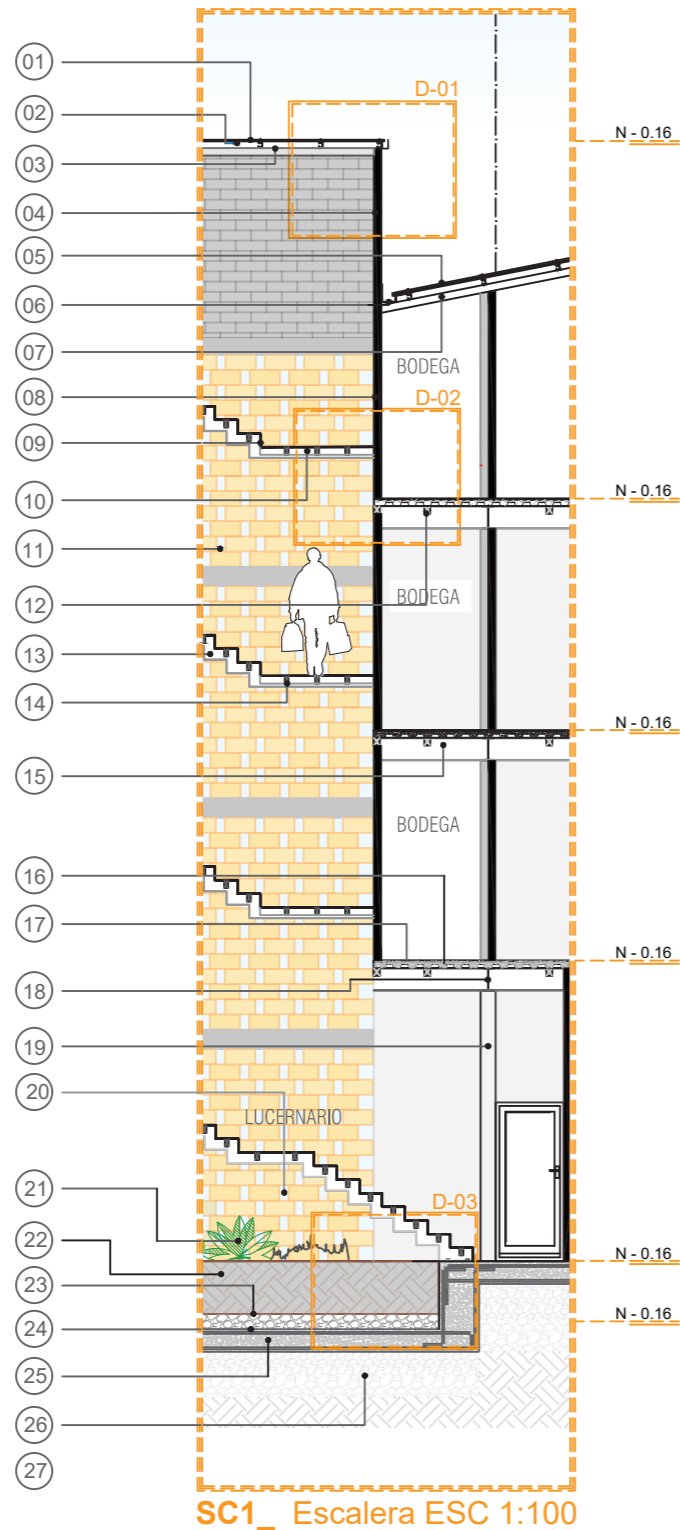 01
D-01
02
N - 0.16
03
04
05
06
07
BODEGA
08
D-02
09
10
N - 0.16
11
12
BODEGA
13
14
N - 0.16
15
BODEGA
16
17
N - 0.16
18
19
20
LUCERNARIO
21
D-03
22
N - 0.16
23
24
N - 0.16
25
26
27
SC1_ Escalera ESC 1:100